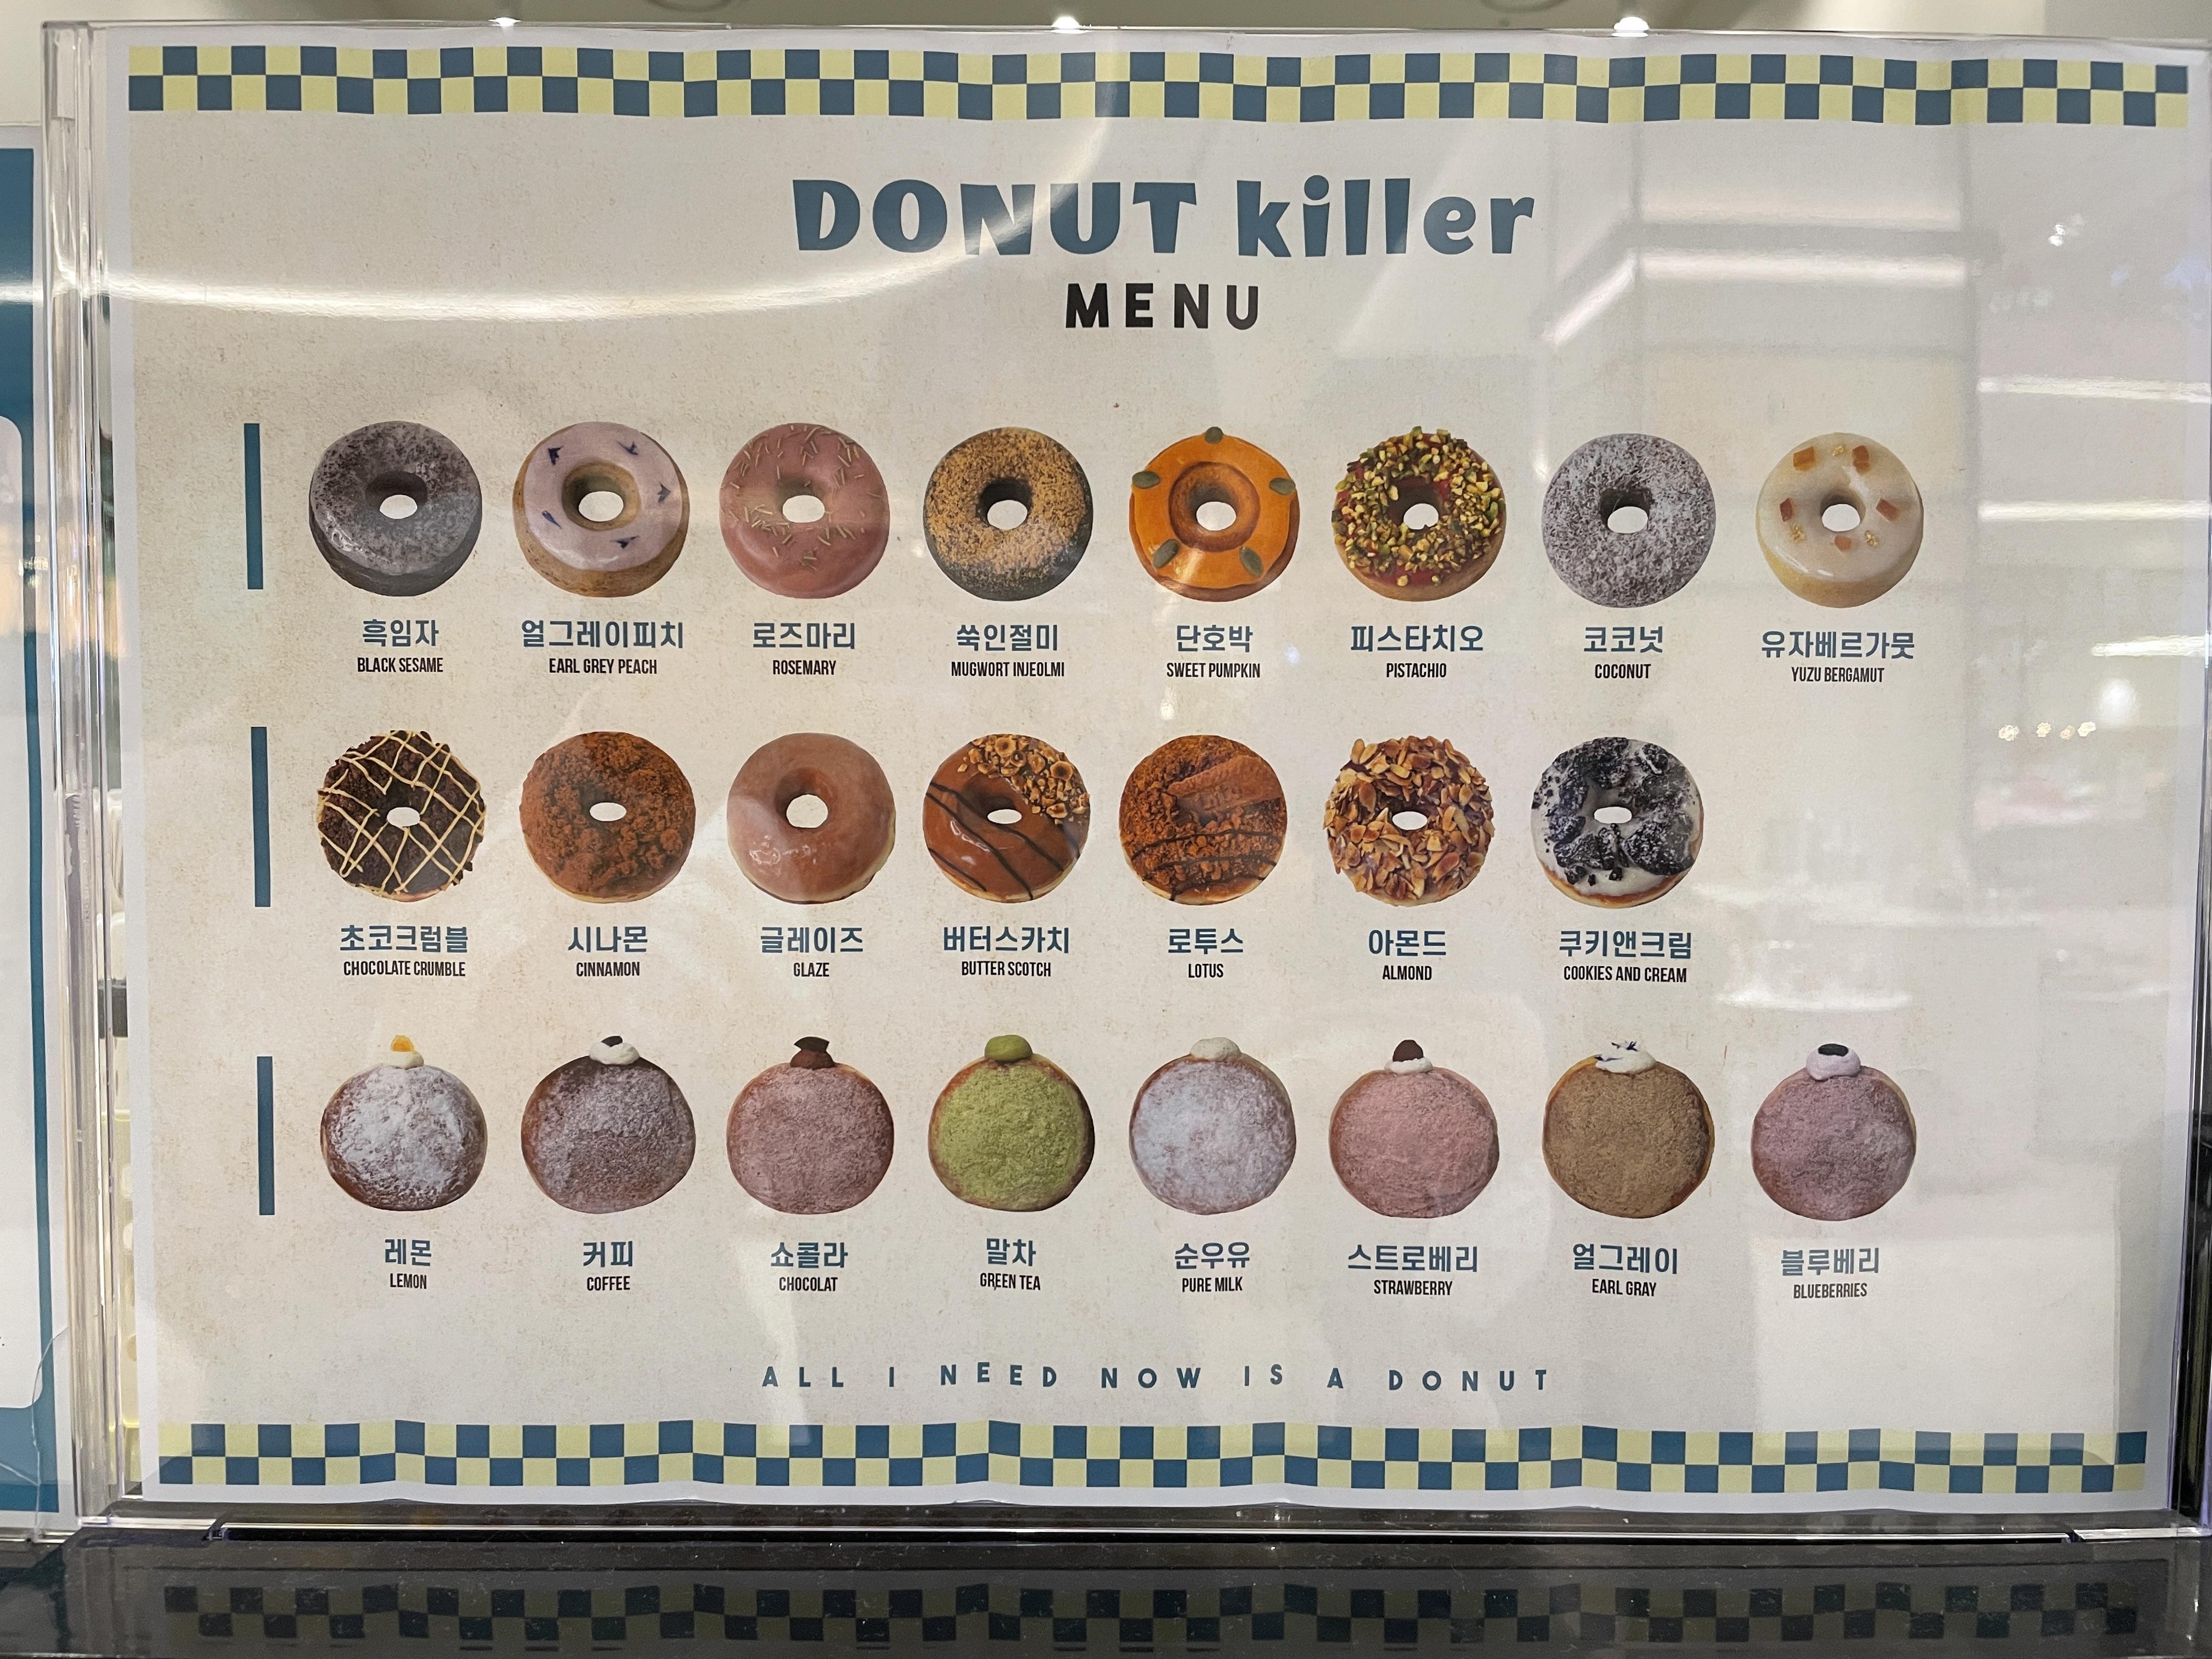 DONUT killer
MENU
흑임자 얼그레이피치 로즈마리 쑥인절미 단호박 피스타치오 코코넛 유자베르가뭇
BLACK SESAME EARL GREY PEACH ROSEMARY MUGWORT INJEOLMI SWEET PUMPKIN PISTACHIO COCONUT YUZU BERGAMUT
초코크럼블 시나몬 글레이즈 버터스카치 로투스 아몬드 쿠키앤크림
CHOCOLATE CRUMBLE CINNAMON GLAZE BUTTER SCOTCH LOTUS ALMOND COOKIES AND CREAM
레몬 커피 쇼콜라 말차 순우유 스트로베리 얼그레이 블루베리
LEMON COFFEE CHOCOLAT GREEN TEA PURE MILK STRAWBERRY EARL GRAY BLUEBERRIES
ALL I NEED NOW IS A DONUT